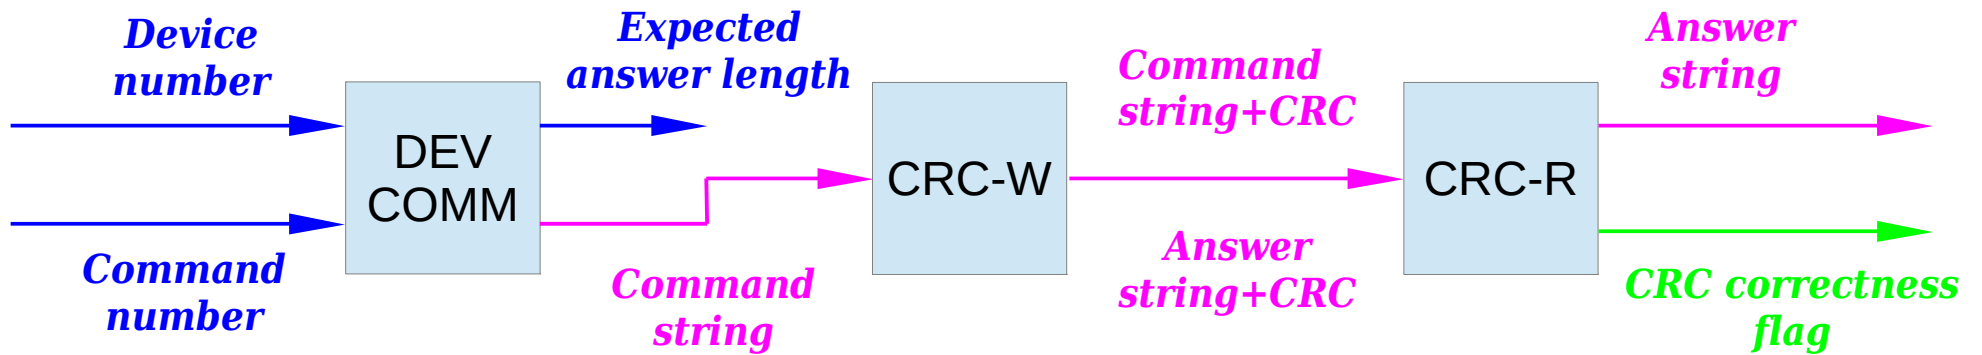 Device
number
Expected
answer length
Command
string+CRC
Answer
string
DEV
COMM
CRC-W
CRC-R
Command
number
Command
string
Answer
string+CRC
CRC correctness
flag